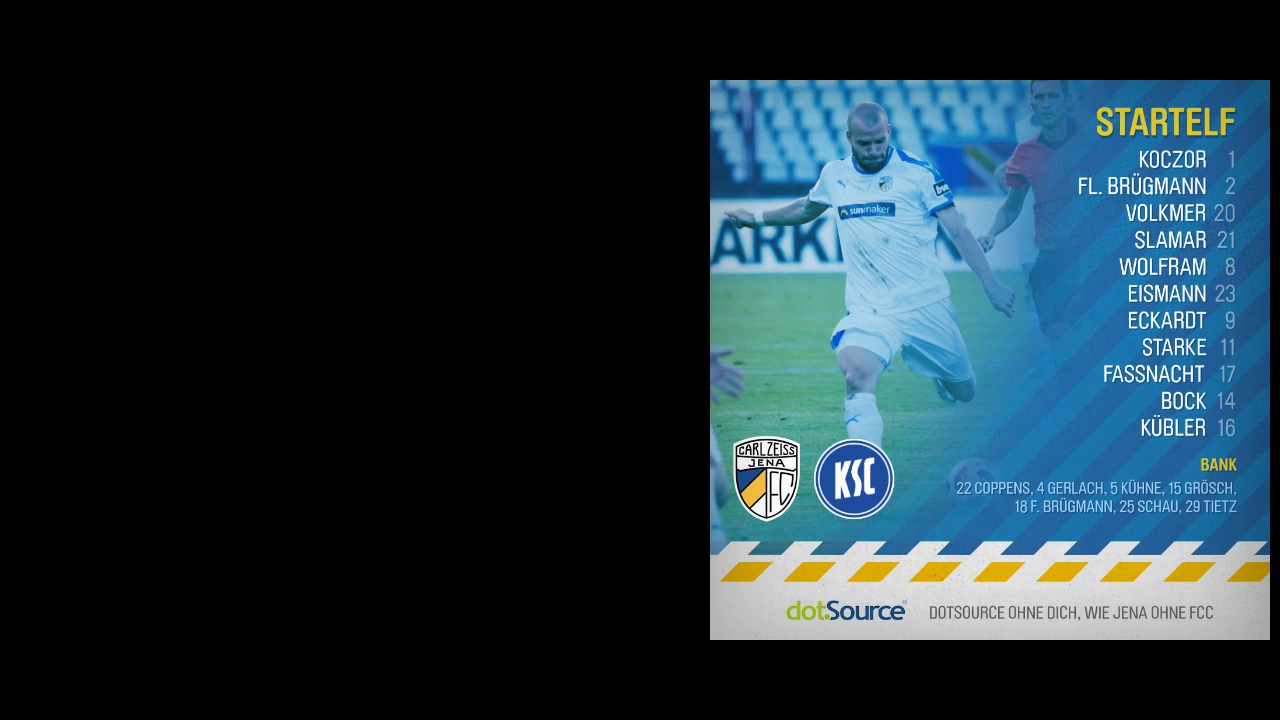 STARTELF
KOCZOR 1
FL. BRÜGMANN 2
VOLKMER 20
SLAMAR 21
WOLFRAM 8
EISMANN 23
ECKARDT 9
STARKE 11
FASSNACHT 17
BOCK 14
KÜBLER 16
BANK
22 COPPENS, 4 GERLACH, 5 KÜHNE, 15 GRÖSCH,
18 F. BRÜGMANN, 25 SCHAU, 29 TIETZ
sunmaker
CARL ZEISS
JENA
FC
KSC
dotSource
DOTSOURCE OHNE DICH, WIE JENA OHNE FCC